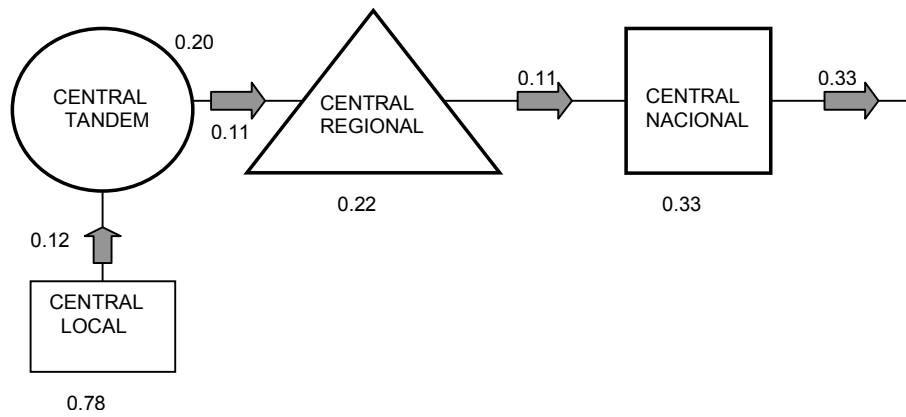 0.20
CENTRAL
TANDEM
0.11
CENTRAL
REGIONAL
0.22
0.11
CENTRAL
NACIONAL
0.33
0.33
0.12
CENTRAL
LOCAL
0.78